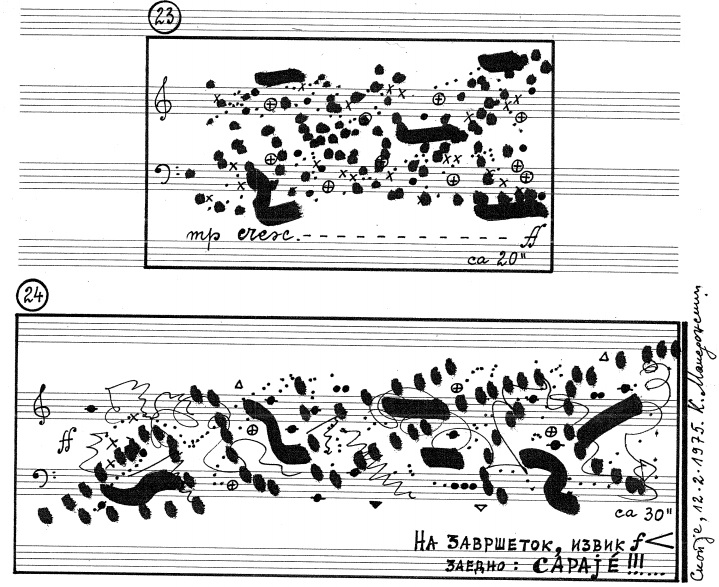 23
mp cresc. ff
ca 20"
24
ff
ca 30"
НА ЗАВРШЕТОК, ИЗВИК f<
ЗАЕДНО: САРАЈЕ́ !!!...
Скопје, 12.2.1975. К. Македонски